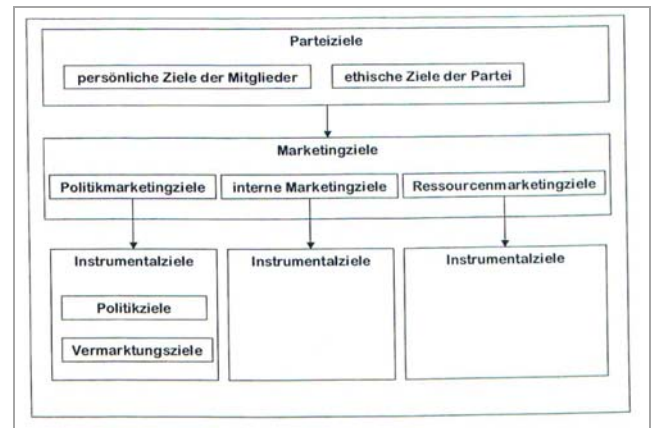 Parteiziele
persönliche Ziele der Mitglieder
ethische Ziele der Partei
Marketingziele
Politikmarketingziele
interne Marketingziele
Ressourcenmarketingziele
Instrumentalziele
Instrumentalziele
Instrumentalziele
Politikziele
Vermarktungsziele